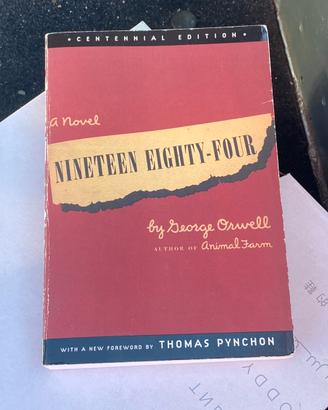 • CENTENNIAL EDITION •
a Novel
NINETEEN EIGHTY-FOUR
by George Orwell
AUTHOR OF Animal Farm
WITH A NEW FOREWORD BY THOMAS PYNCHON